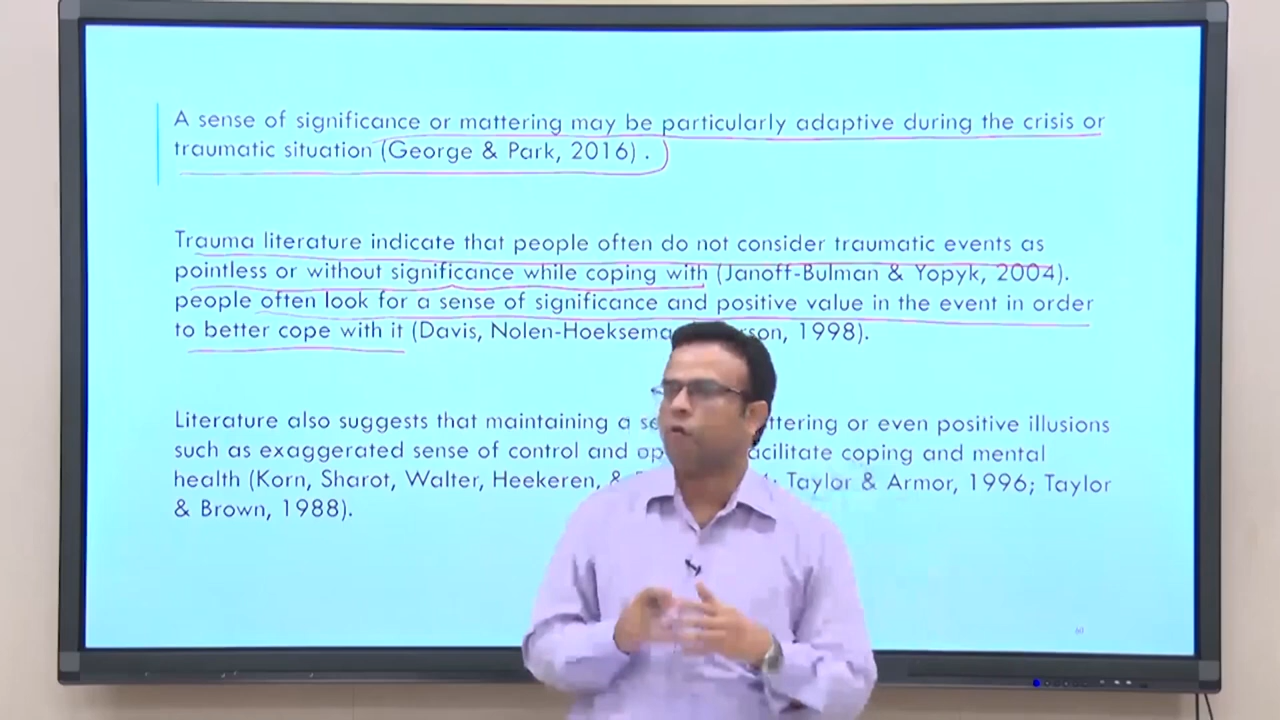 A sense of significance or mattering may be particularly adaptive during the crisis or
traumatic situation (George & Park, 2016) .
Trauma literature indicate that people often do not consider traumatic events as
pointless or without significance while coping with (Janoff-Bulman & Yopyk, 2004).
people often look for a sense of significance and positive value in the event in order
to better cope with it (Davis, Nolen-Hoeksema 1998).
Literature also suggests that maintaining a or even positive illusions
such as exaggerated sense of control and coping and mental
health (Korn, Sharot, Walter, Heekeren, & Taylor & Armor, 1996; Taylor
& Brown, 1988).
60